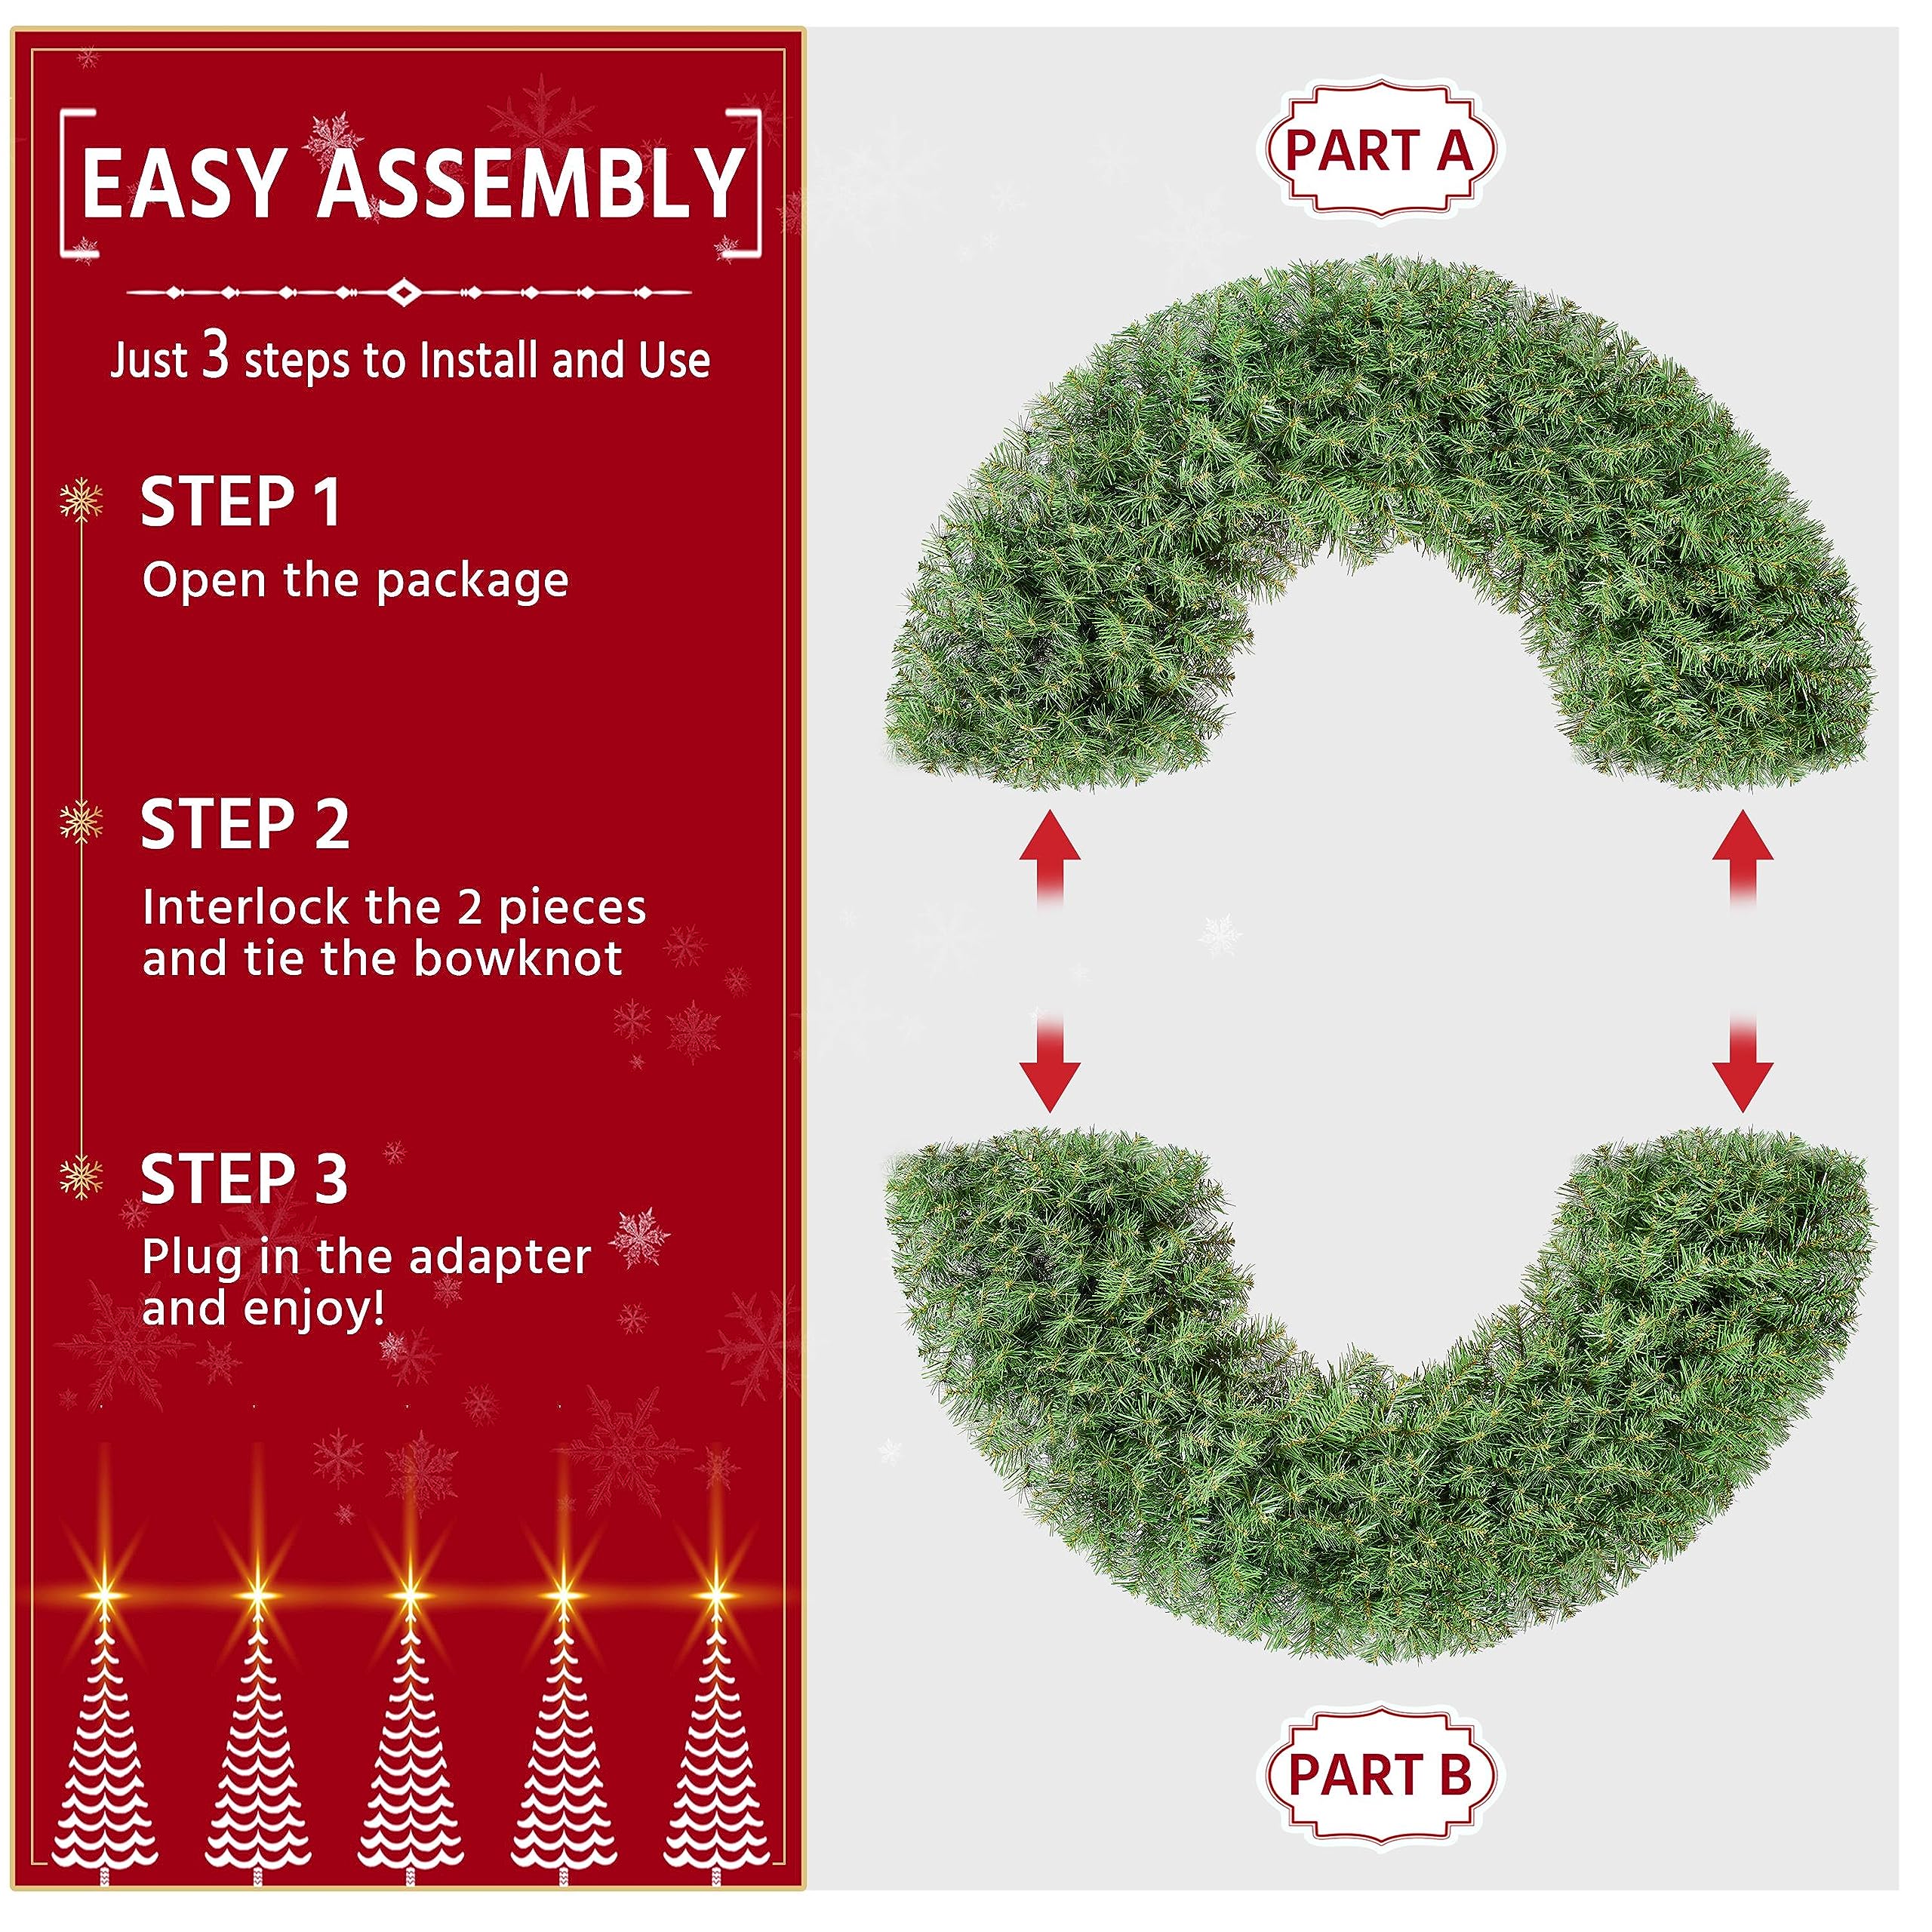 EASY ASSEMBLY
Just 3 steps to Install and Use
STEP 1
Open the package
STEP 2
Interlock the 2 pieces
and tie the bowknot
STEP 3
Plug in the adapter
and enjoy!
PART A
PART B